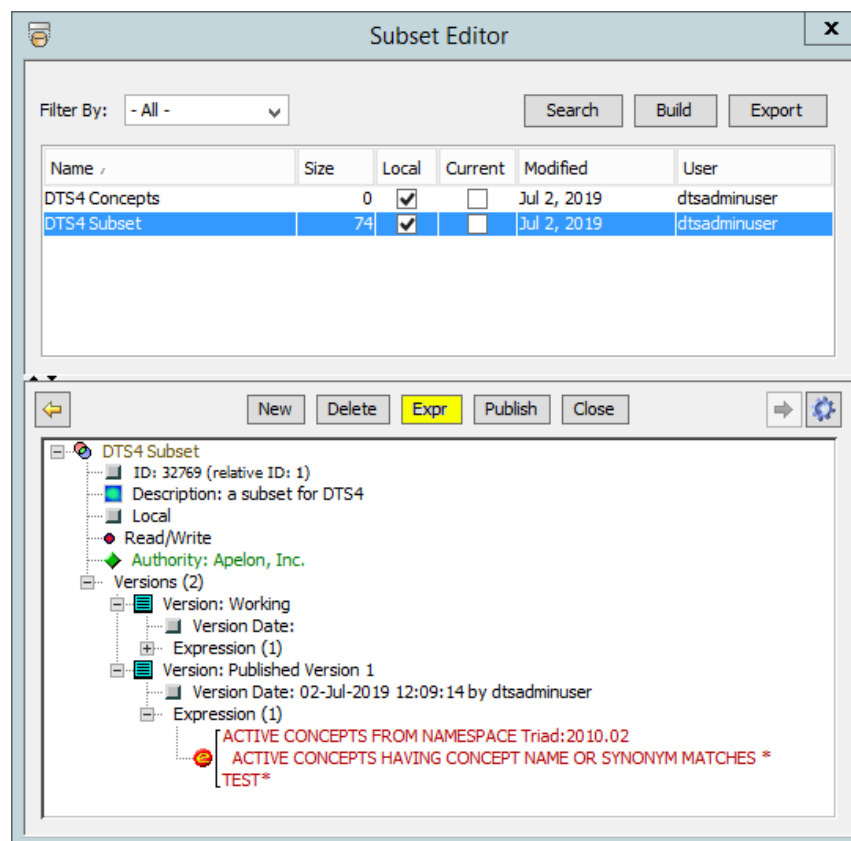 Subset Editor
x
Filter By: - All - Search Build Export
Name Size Local Current Modified User
DTS4 Concepts 0 Jul 2, 2019 dtsadminuser
DTS4 Subset 74 Jul 2, 2019 dtsadminuser
New Delete Expr Publish Close
DTS4 Subset
ID: 32769 (relative ID: 1)
Description: a subset for DTS4
Local
Read/Write
Authority: Apelon, Inc.
Versions (2)
Version: Working
Version Date:
Expression (1)
Version: Published Version 1
Version Date: 02-Jul-2019 12:09:14 by dtsadminuser
Expression (1)
ACTIVE CONCEPTS FROM NAMESPACE Triad:2010.02
ACTIVE CONCEPTS HAVING CONCEPT NAME OR SYNONYM MATCHES *
TEST*